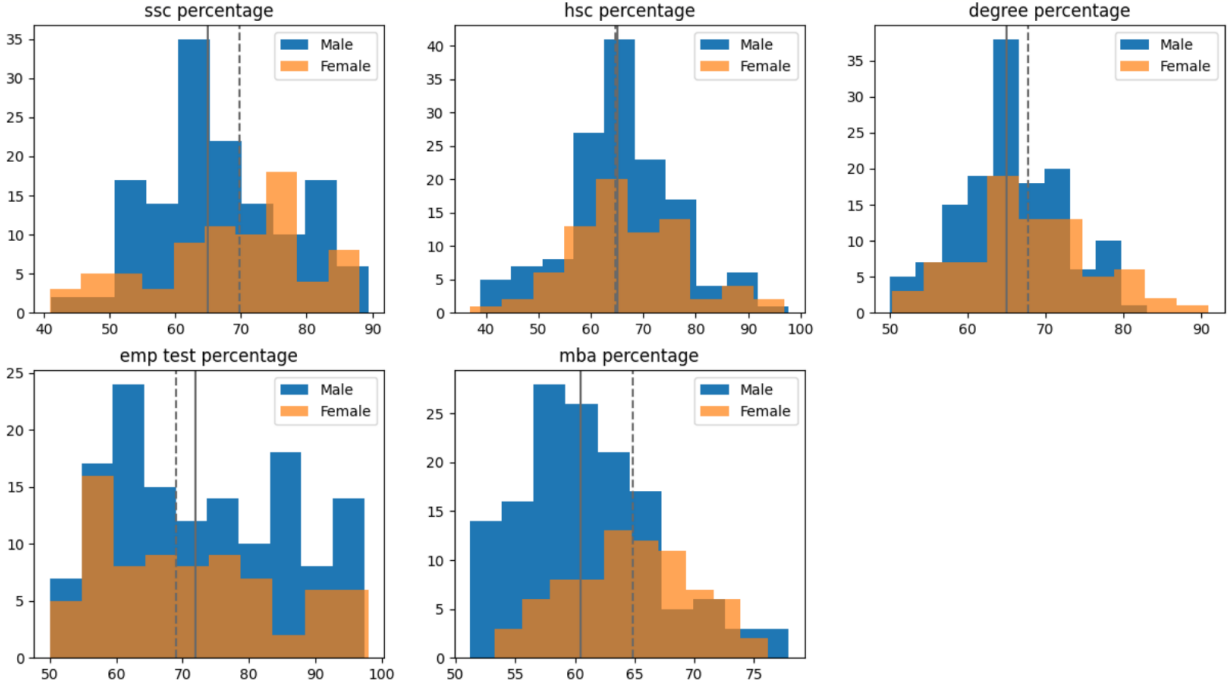 ssc percentage
35
30
25
20
15
10
5
0
40 50 60 70 80 90
Male
Female
hsc percentage
40
35
30
25
20
15
10
5
0
40 50 60 70 80 90 100
Male
Female
degree percentage
35
30
25
20
15
10
5
0
50 60 70 80 90
Male
Female
emp test percentage
25
20
15
10
5
0
50 60 70 80 90 100
Male
Female
mba percentage
25
20
15
10
5
0
50 55 60 65 70 75
Male
Female